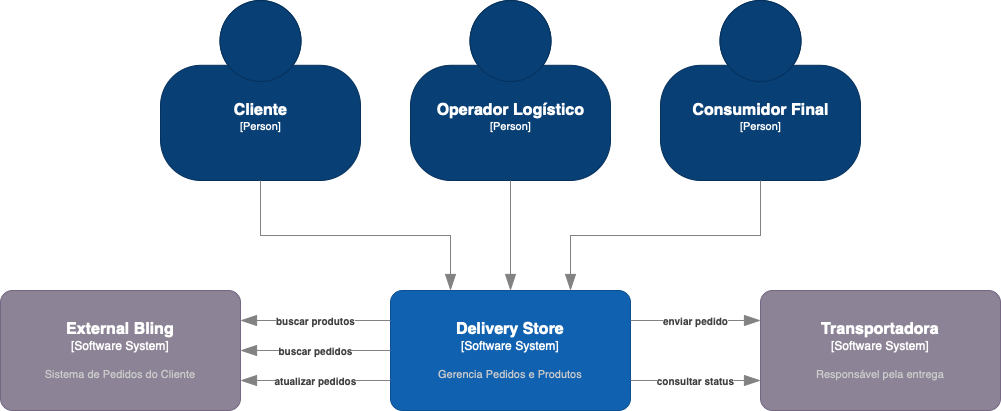 Cliente
[Person]
Operador Logístico
[Person]
Consumidor Final
[Person]
External Bling
[Software System]
Sistema de Pedidos do Cliente
buscar produtos
buscar pedidos
atualizar pedidos
Delivery Store
[Software System]
Gerencia Pedidos e Produtos
enviar pedido
consultar status
Transportadora
[Software System]
Responsável pela entrega